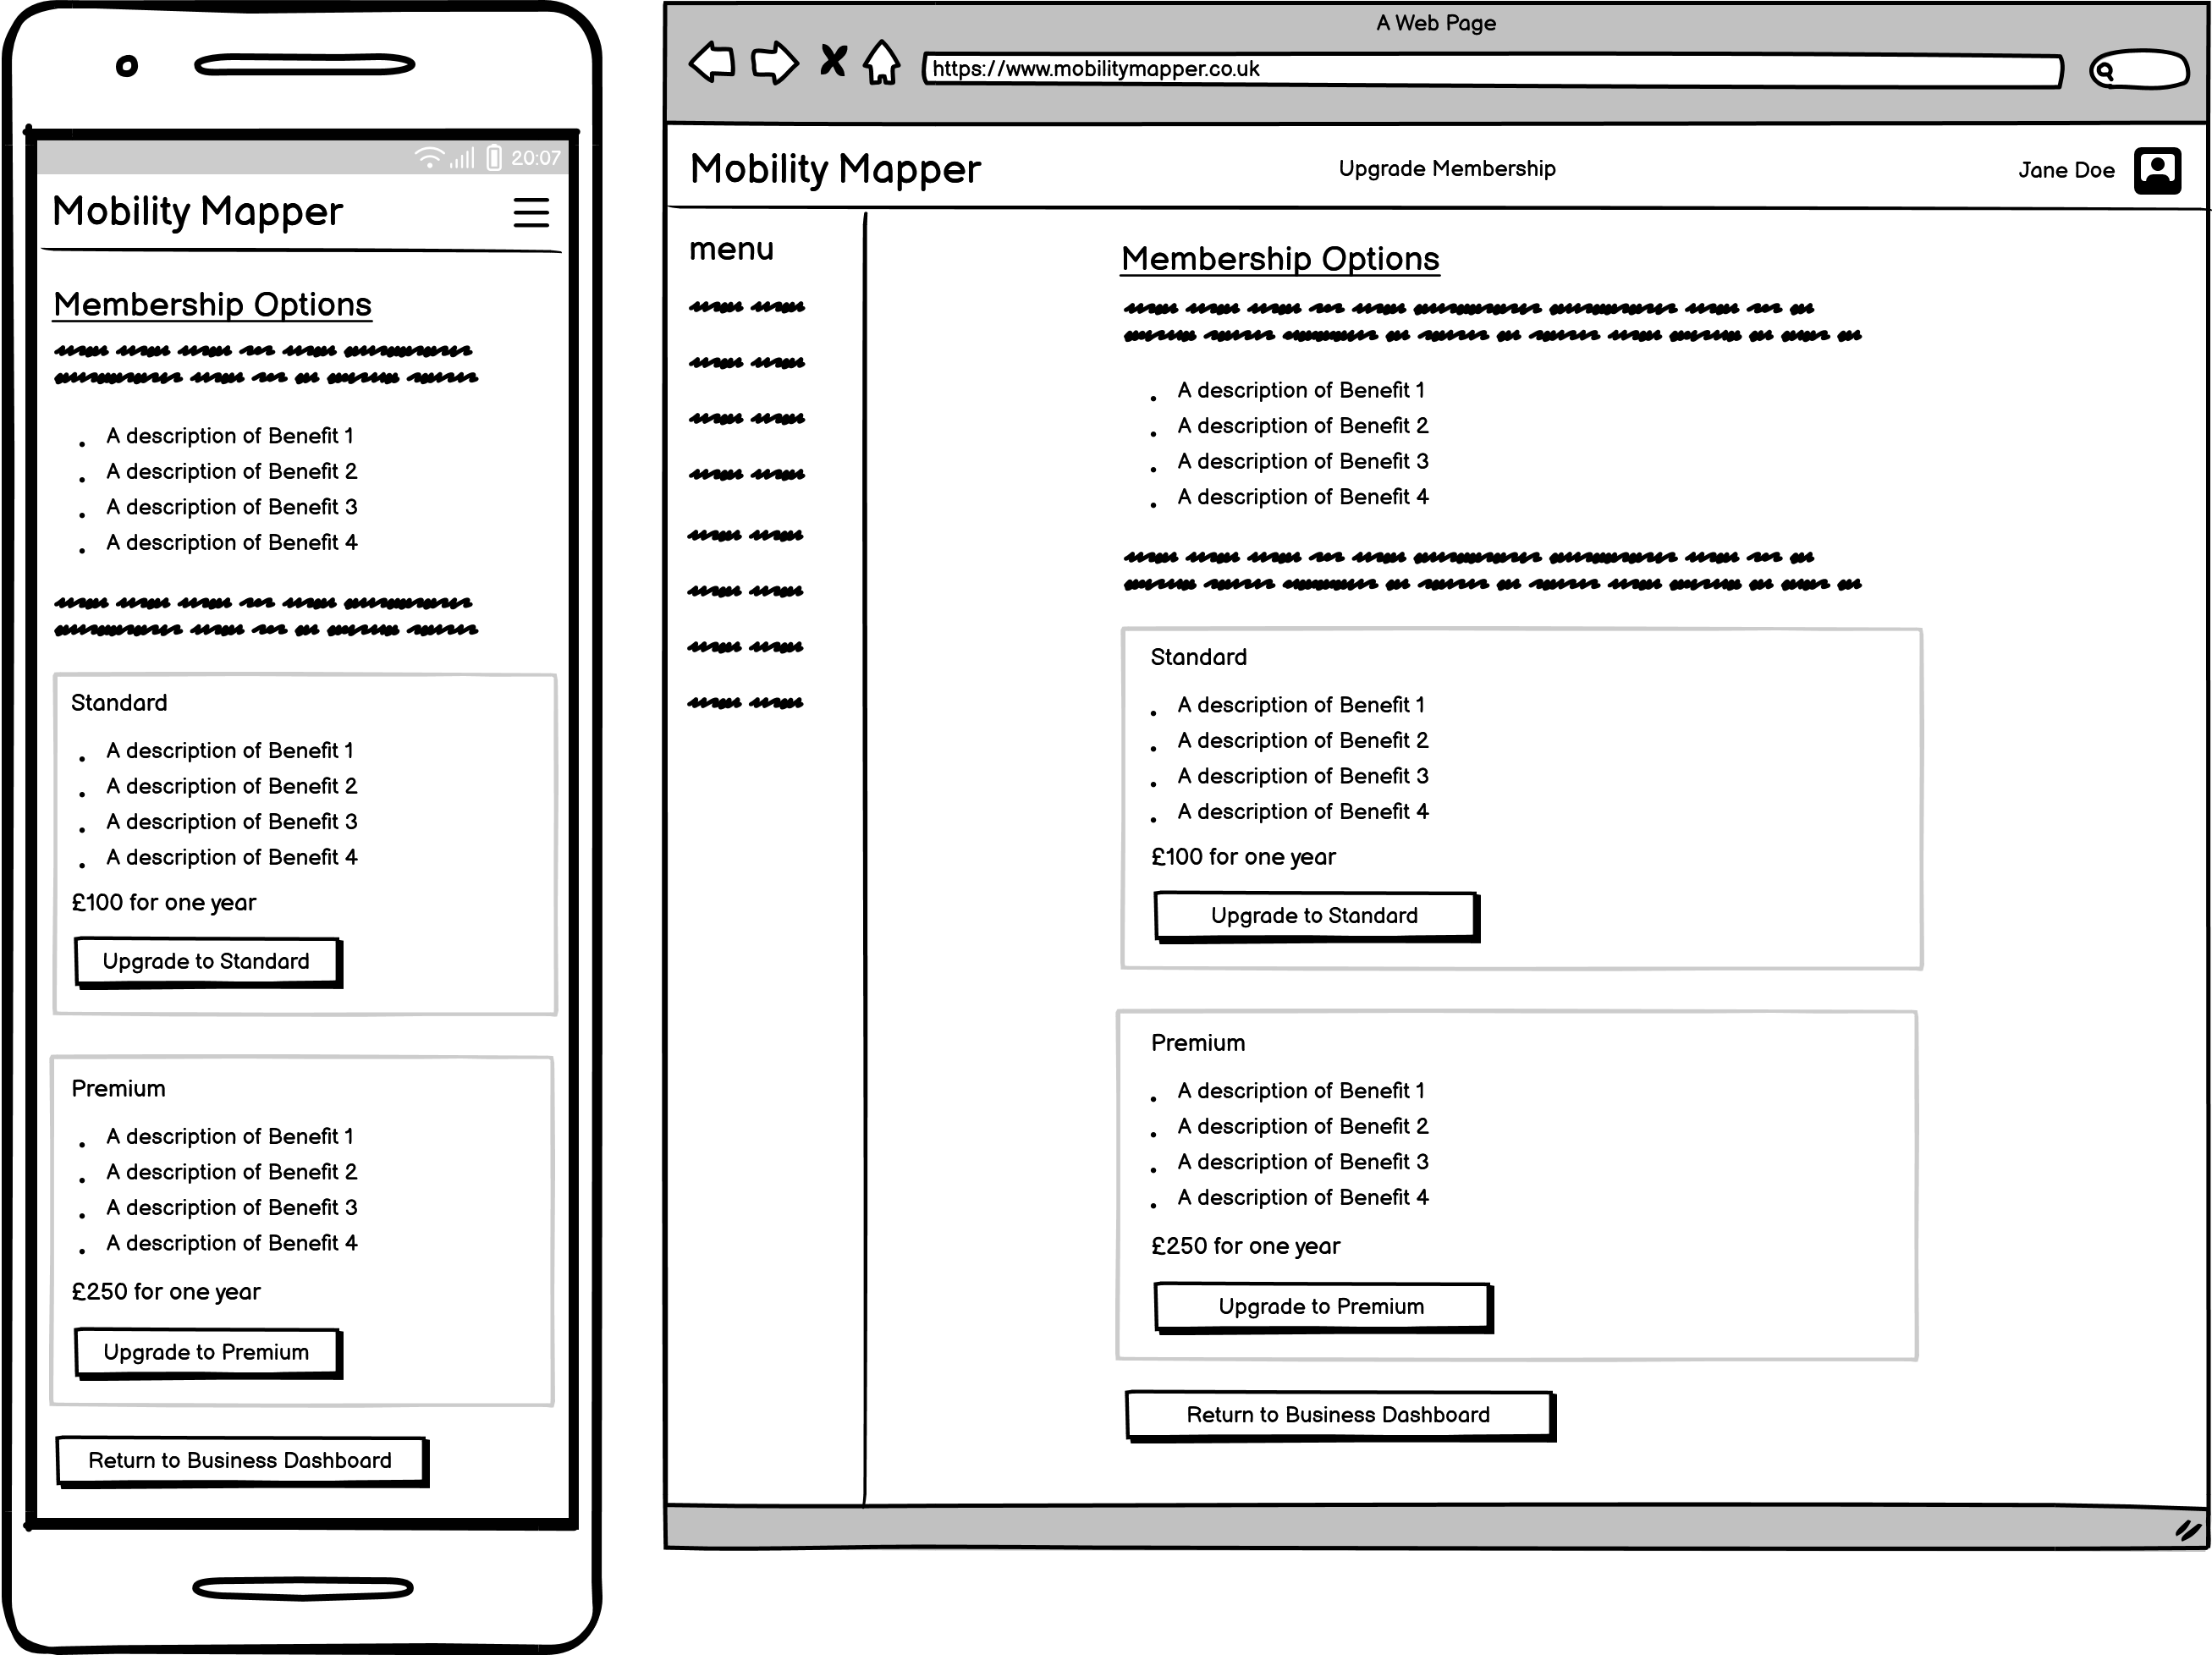 20:07
Mobility Mapper
Membership Options
A description of Benefit 1
A description of Benefit 2
A description of Benefit 3
A description of Benefit 4
Standard
A description of Benefit 1
A description of Benefit 2
A description of Benefit 3
A description of Benefit 4
£100 for one year
Upgrade to Standard
Premium
A description of Benefit 1
A description of Benefit 2
A description of Benefit 3
A description of Benefit 4
£250 for one year
Upgrade to Premium
Return to Business Dashboard
A Web Page
https://www.mobilitymapper.co.uk
Mobility Mapper
Upgrade Membership
Jane Doe
menu
Membership Options
A description of Benefit 1
A description of Benefit 2
A description of Benefit 3
A description of Benefit 4
Standard
A description of Benefit 1
A description of Benefit 2
A description of Benefit 3
A description of Benefit 4
£100 for one year
Upgrade to Standard
Premium
A description of Benefit 1
A description of Benefit 2
A description of Benefit 3
A description of Benefit 4
£250 for one year
Upgrade to Premium
Return to Business Dashboard